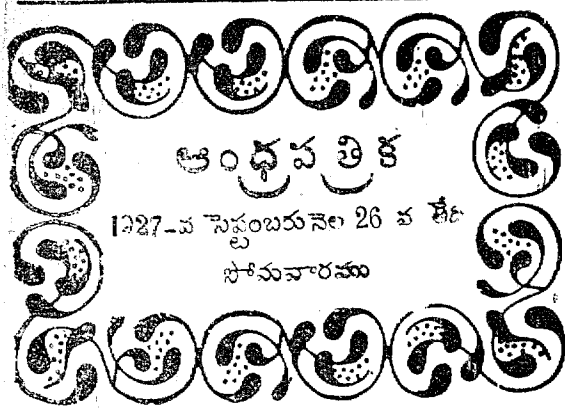 ఆంధ్రపత్రిక
1927-వ సెప్టంబరునెల 26 వ తేది
సోమవారము